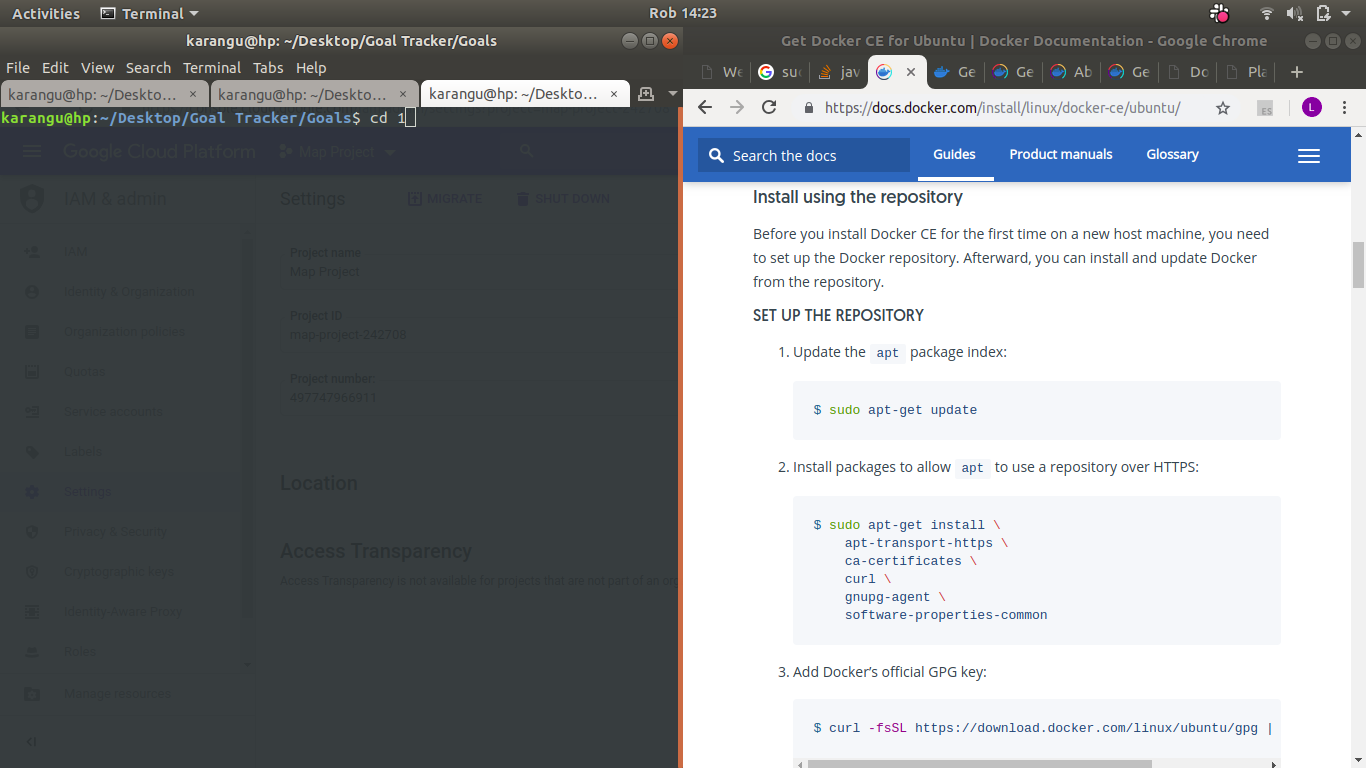 Activities Terminal Rob 14:23
karangu@hp: ~/Desktop/Goal Tracker/Goals
File Edit View Search Terminal Tabs Help
karangu@hp: ~/Deskto... × karangu@hp: ~/Deskto... × karangu@hp: ~/Deskto... ×
karangu@hp:~/Desktop/Goal Tracker/Goals$ cd 1
Google Cloud Platform Map Project
IAM & admin
IAM
Identity & Organization
Organization policies
Quotas
Service accounts
Labels
Settings
Privacy & Security
Cryptographic Keys
Identity-Aware Proxy
Roles
Manage resources
Settings MIGRATE SHUT DOWN
Project name
Map Project
Project ID
map-project-242708
Project number:
497747966911
Location
Access Transparency
Access Transparency is not available for projects that are not part of an
Get Docker CE for Ubuntu | Docker Documentation - Google Chrome
We suc jav × Ge Ge Ab Ge Do Pla
https://docs.docker.com/install/linux/docker-ce/ubuntu/ ES L
Search the docs Guides Product manuals Glossary
Install using the repository
Before you install Docker CE for the first time on a new host machine, you need
to set up the Docker repository. Afterward, you can install and update Docker
from the repository.
SET UP THE REPOSITORY
1. Update the apt package index:
$ sudo apt-get update
2. Install packages to allow apt to use a repository over HTTPS:
$ sudo apt-get install \
apt-transport-https \
ca-certificates \
curl \
gnupg-agent \
software-properties-common
3. Add Docker’s official GPG key:
$ curl -fsSL https://download.docker.com/linux/ubuntu/gpg |